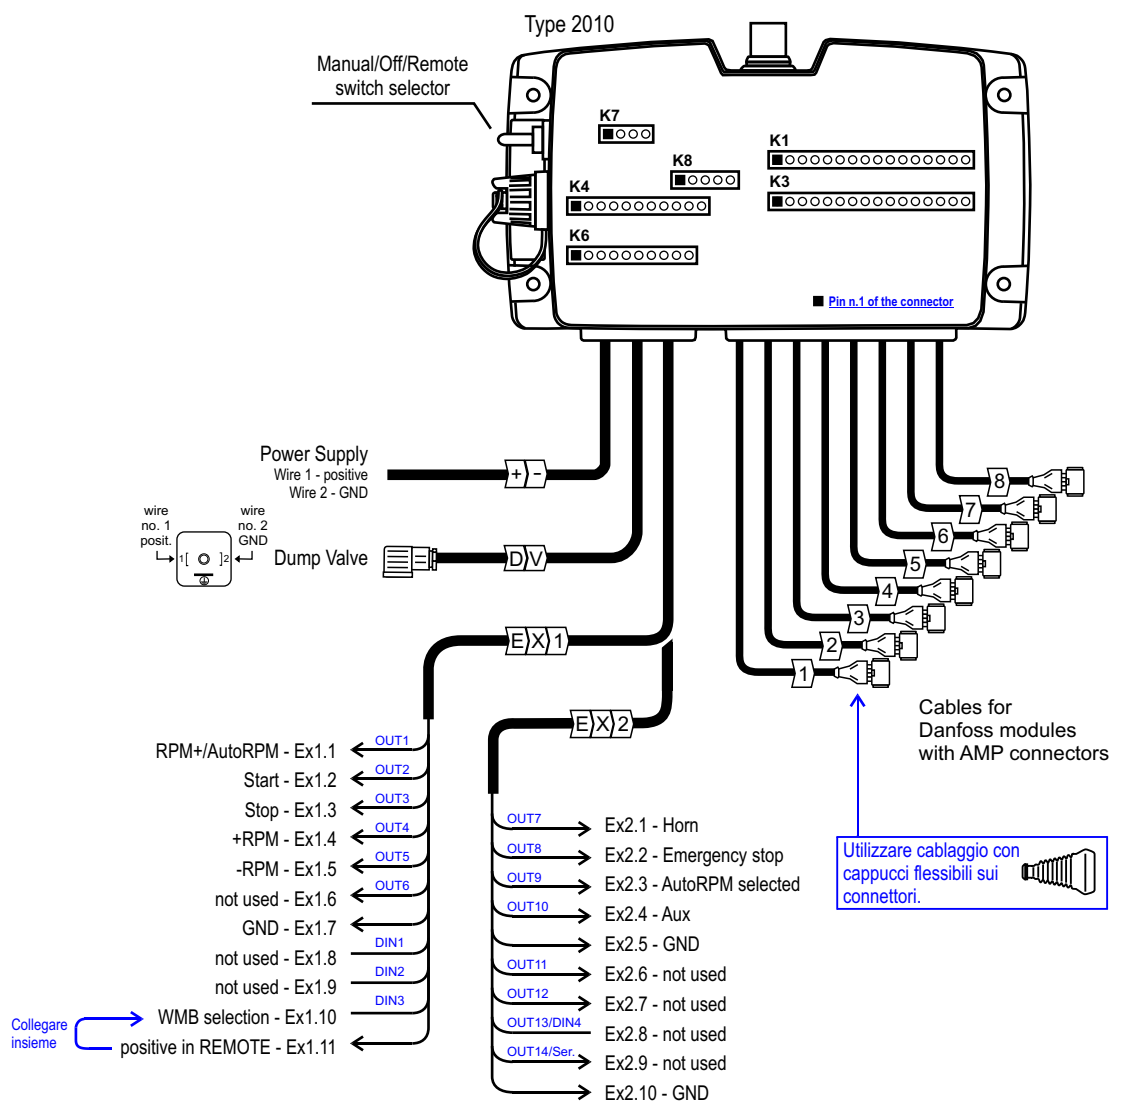 Type 2010
Manual/Off/Remote
switch selector
K7
K1
K8
K3
K4
K6
Pin n.1 of the connector
Power Supply
Wire 1 - positive
Wire 2 - GND
+ -
wire
no. 1
posit.
wire
no. 2
GND
1[ ]2
Dump Valve
D V
8
7
6
5
4
3
2
1
E X 1
E X 2
Cables for
Danfoss modules
with AMP connectors
RPM+/AutoRPM - Ex1.1 OUT1
Start - Ex1.2 OUT2
Stop - Ex1.3 OUT3
+RPM - Ex1.4 OUT4
-RPM - Ex1.5 OUT5
not used - Ex1.6 OUT6
GND - Ex1.7
not used - Ex1.8 DIN1
not used - Ex1.9 DIN2
WMB selection - Ex1.10 DIN3
positive in REMOTE - Ex1.11
Collegare
insieme
OUT7 Ex2.1 - Horn
OUT8 Ex2.2 - Emergency stop
OUT9 Ex2.3 - AutoRPM selected
OUT10 Ex2.4 - Aux
Ex2.5 - GND
OUT11 Ex2.6 - not used
OUT12 Ex2.7 - not used
OUT13/DIN4 Ex2.8 - not used
OUT14/Ser. Ex2.9 - not used
Ex2.10 - GND
Utilizzare cablaggio con
cappucci flessibili sui
connettori.